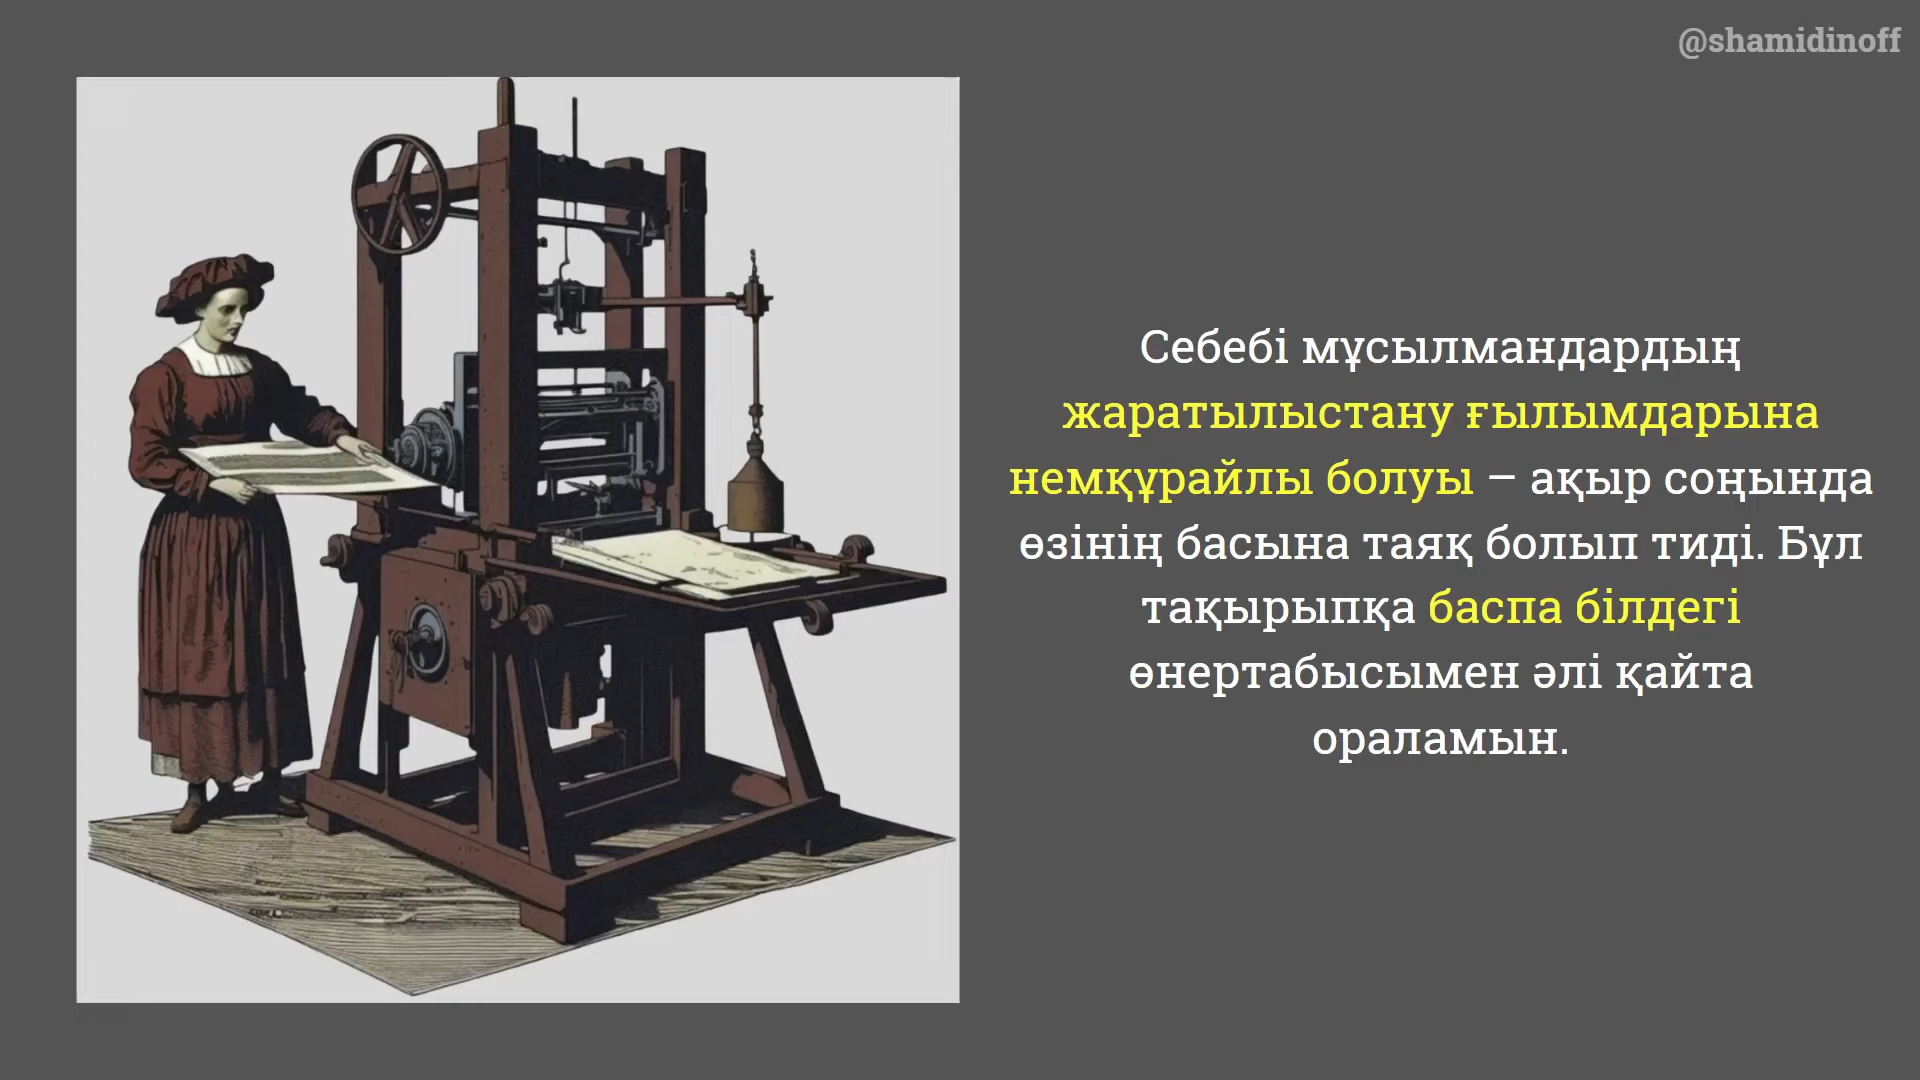 @shamidinoff
Себебі мұсылмандардың
жаратылыстану ғылымдарына
немқұрайлы болуы – ақыр соңында
өзінің басына таяқ болып тиді. Бұл
тақырыпқа баспа білдегі
өнертабысымен әлі қайта
ораламын.